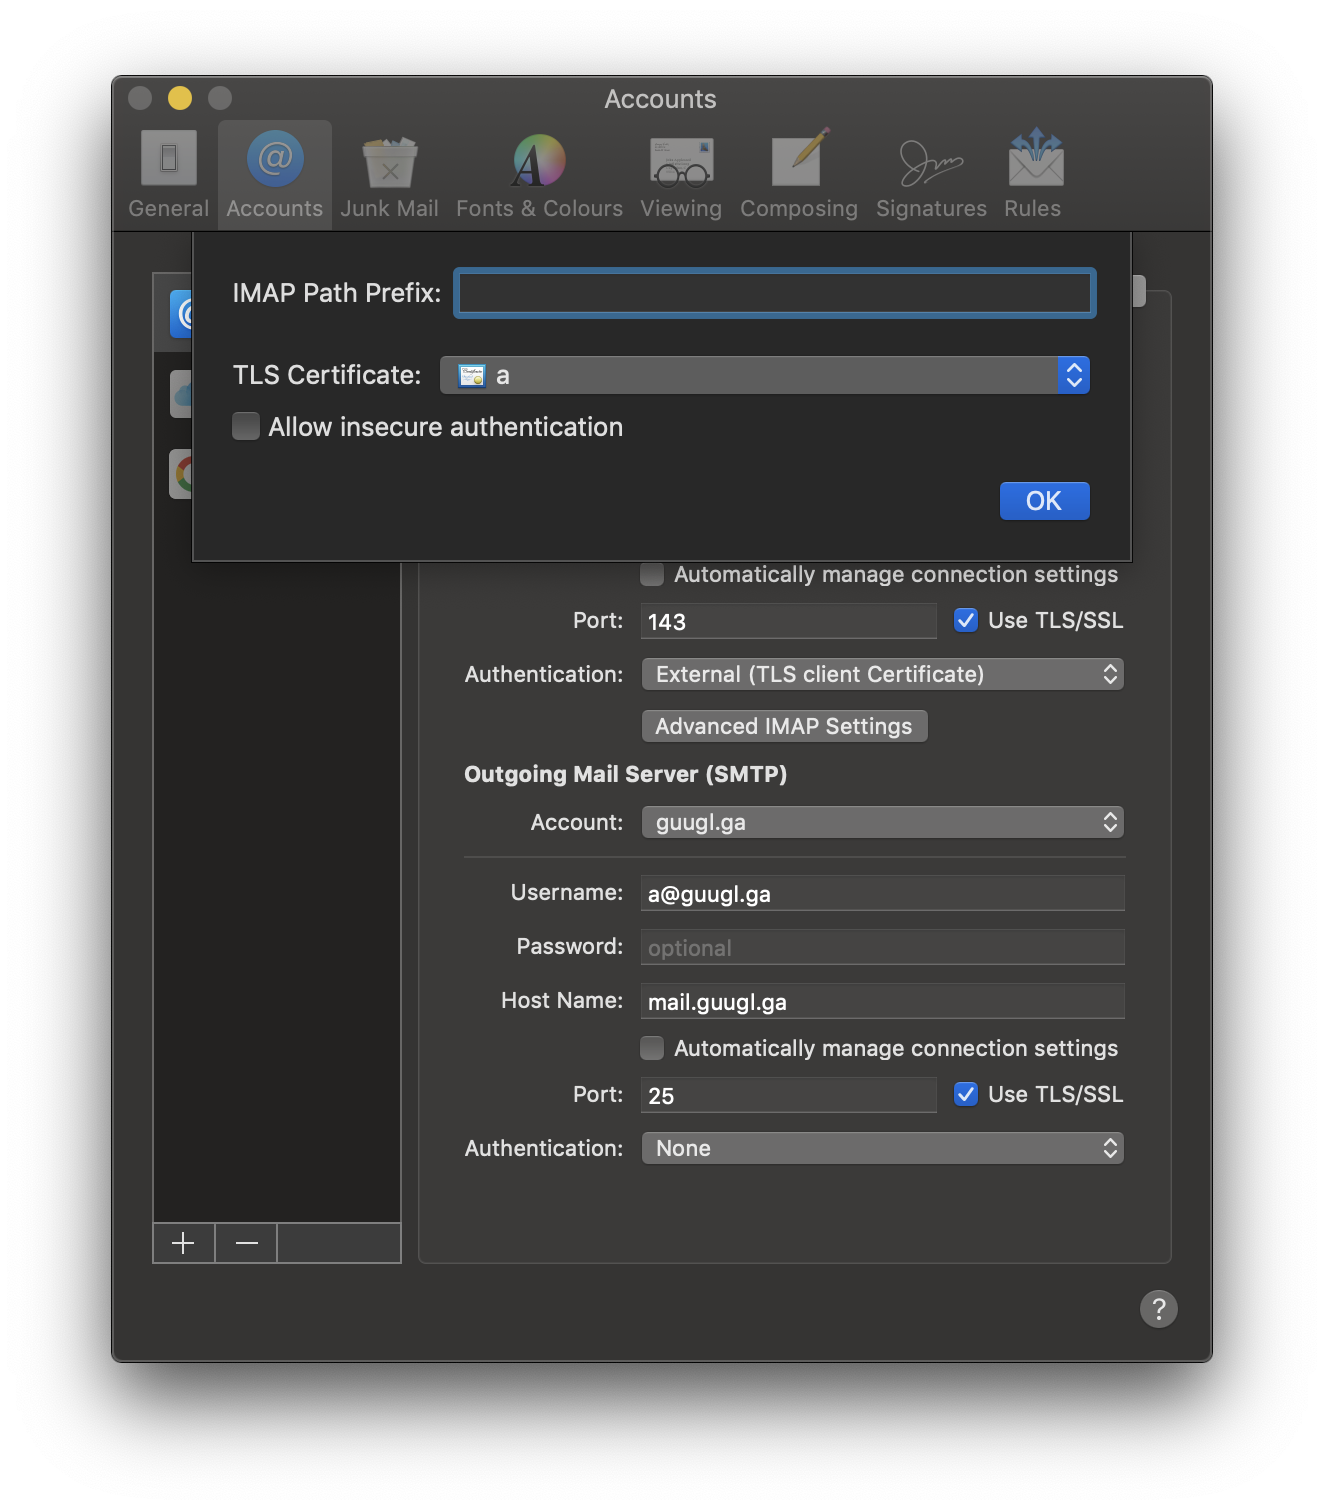 Accounts
General
Accounts
Junk Mail
Fonts & Colours
Viewing
Composing
Signatures
Rules
IMAP Path Prefix:
TLS Certificate: a
Allow insecure authentication
OK
Automatically manage connection settings
Port: 143 Use TLS/SSL
Authentication: External (TLS client Certificate)
Advanced IMAP Settings
Outgoing Mail Server (SMTP)
Account: guugl.ga
Username: a@guugl.ga
Password: optional
Host Name: mail.guugl.ga
Automatically manage connection settings
Port: 25 Use TLS/SSL
Authentication: None
?